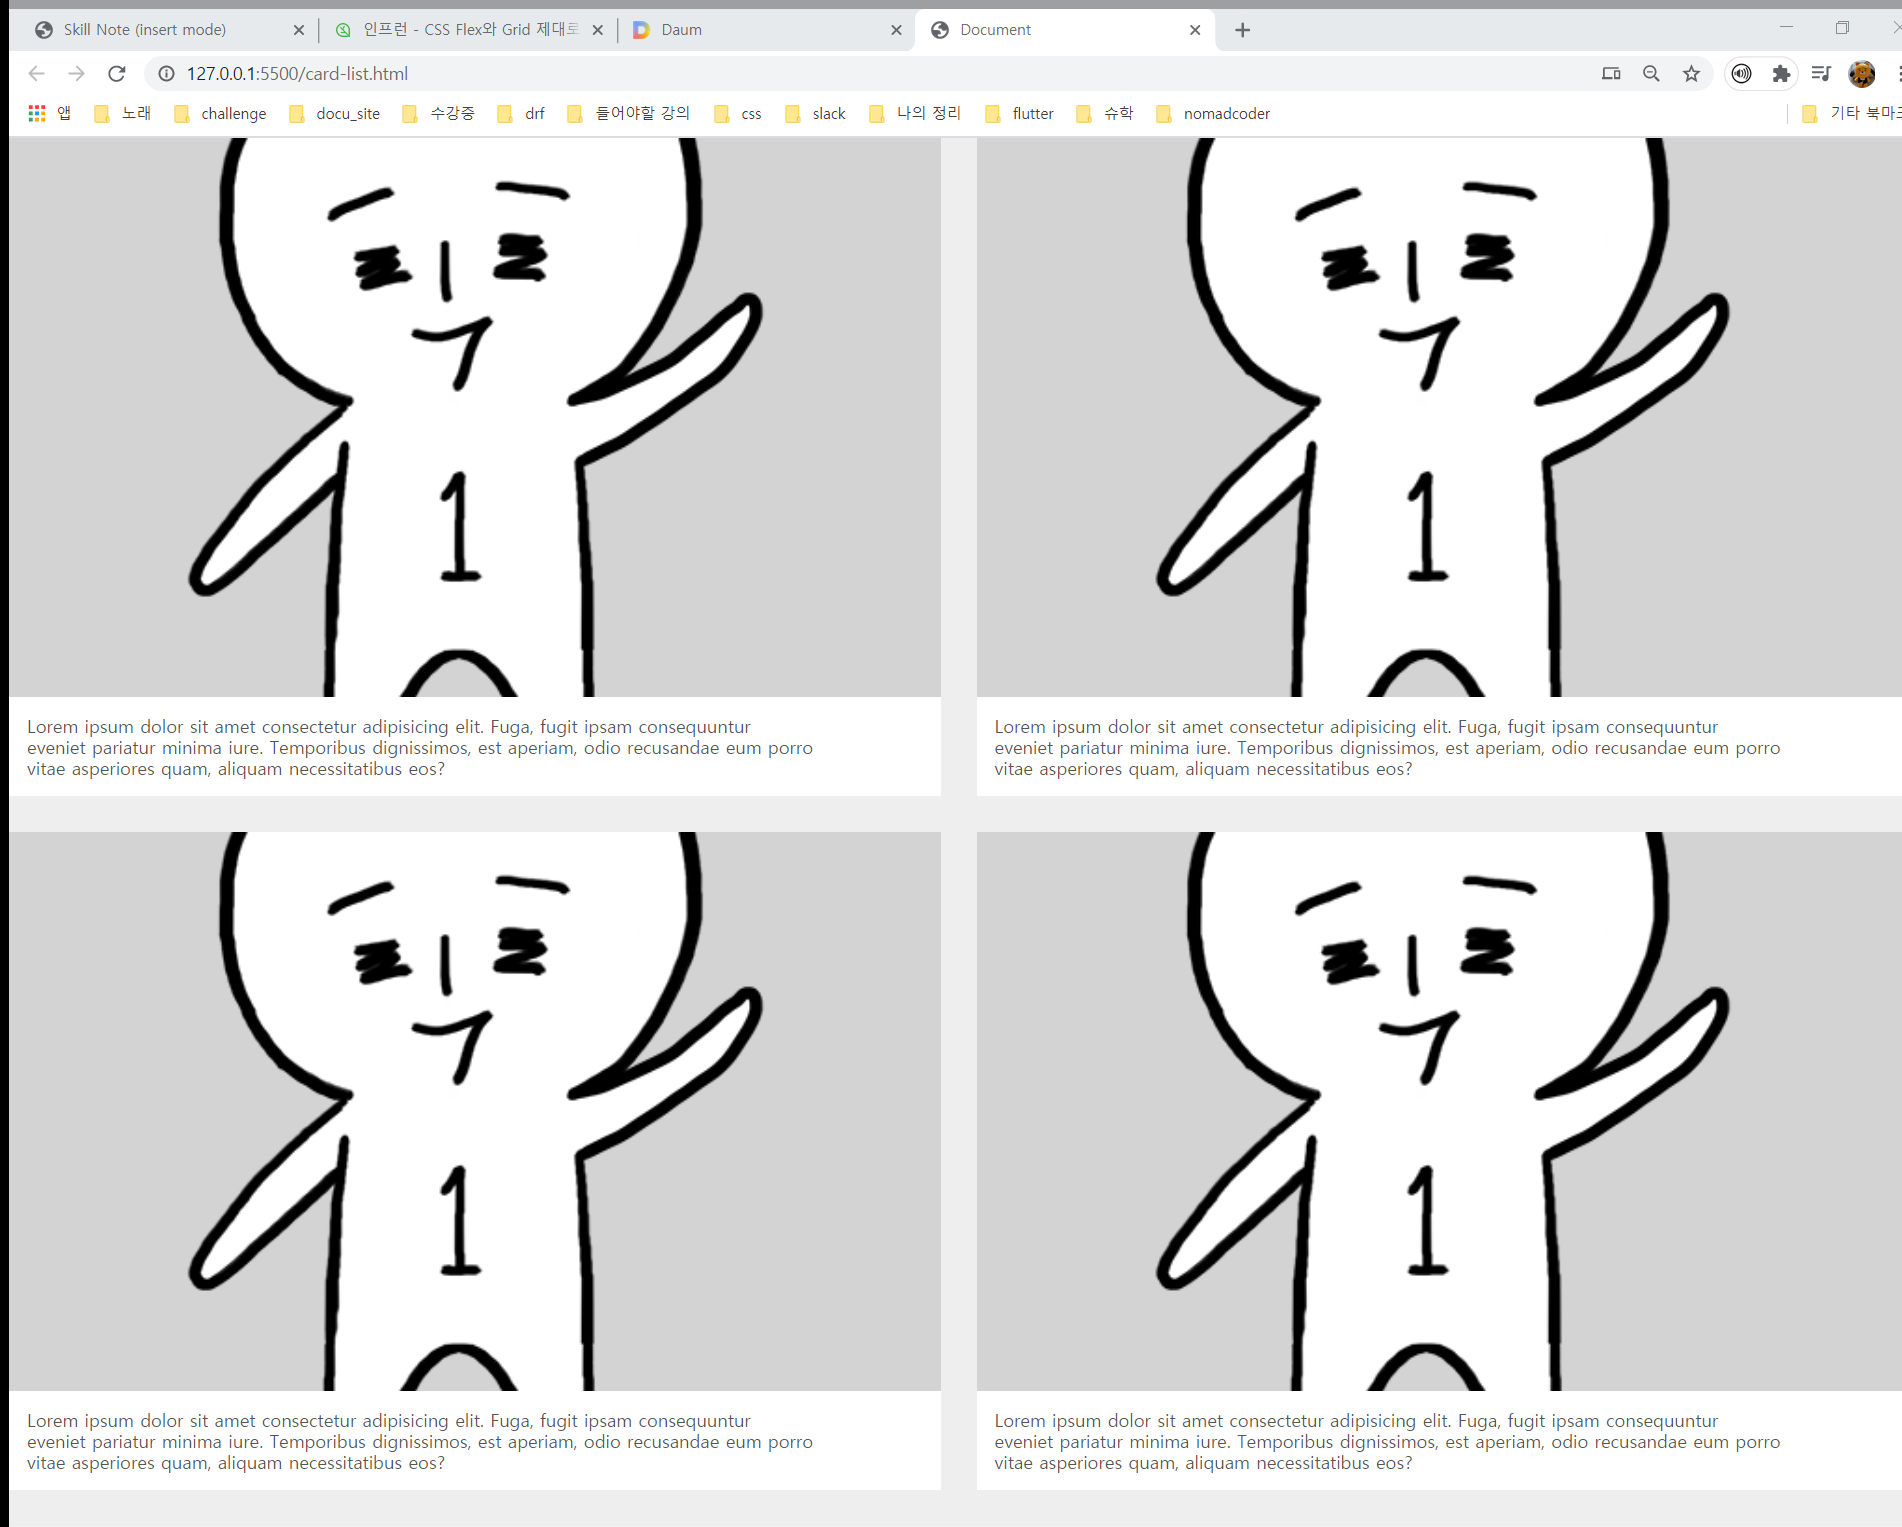 Skill Note (insert mode)
인프런 - CSS Flex와 Grid 제대로
Daum
Document
127.0.0.1:5500/card-list.html
앱
노래
challenge
docu_site
수강중
drf
들어야할 강의
css
slack
나의 정리
flutter
슈학
nomadcoder
기타 북마크
1
1
Lorem ipsum dolor sit amet consectetur adipisicing elit. Fuga, fugit ipsam consequuntur
eveniet pariatur minima iure. Temporibus dignissimos, est aperiam, odio recusandae eum porro
vitae asperiores quam, aliquam necessitatibus eos?
Lorem ipsum dolor sit amet consectetur adipisicing elit. Fuga, fugit ipsam consequuntur
eveniet pariatur minima iure. Temporibus dignissimos, est aperiam, odio recusandae eum porro
vitae asperiores quam, aliquam necessitatibus eos?
1
1
Lorem ipsum dolor sit amet consectetur adipisicing elit. Fuga, fugit ipsam consequuntur
eveniet pariatur minima iure. Temporibus dignissimos, est aperiam, odio recusandae eum porro
vitae asperiores quam, aliquam necessitatibus eos?
Lorem ipsum dolor sit amet consectetur adipisicing elit. Fuga, fugit ipsam consequuntur
eveniet pariatur minima iure. Temporibus dignissimos, est aperiam, odio recusandae eum porro
vitae asperiores quam, aliquam necessitatibus eos?